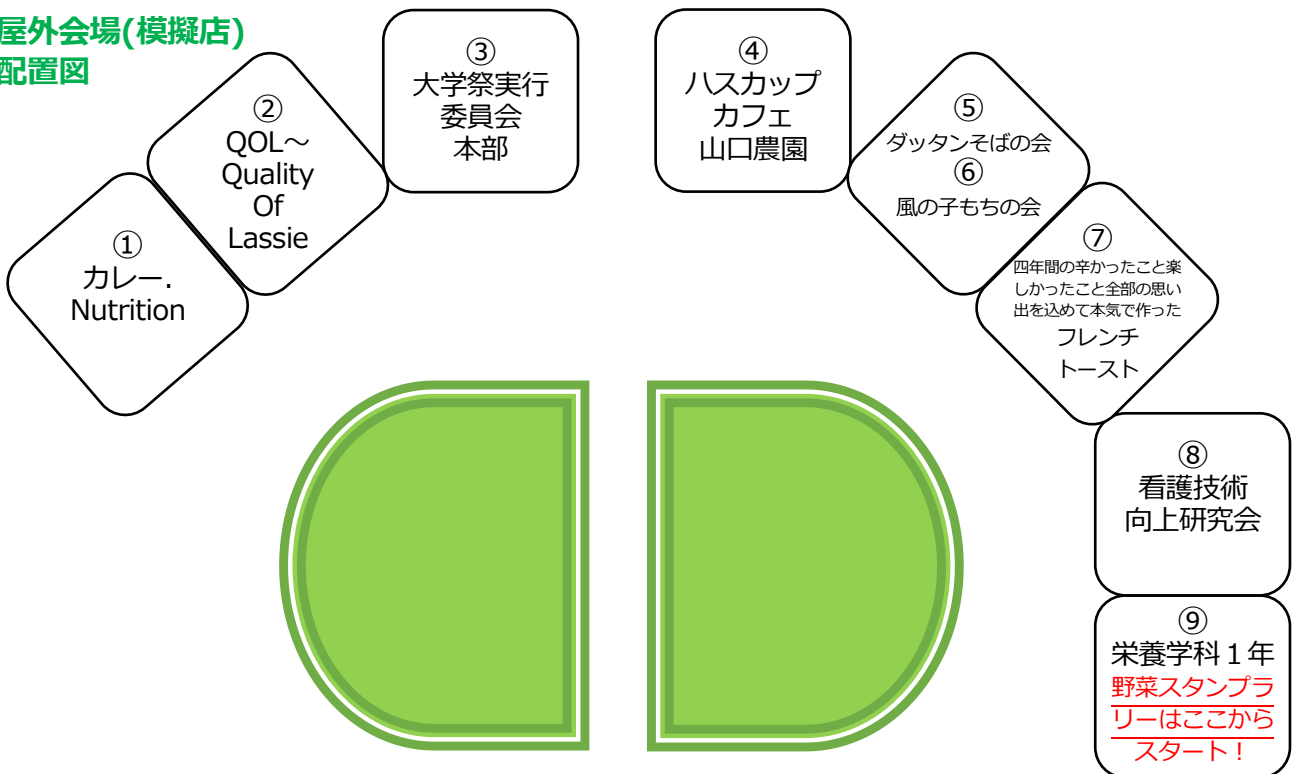 屋外会場(模擬店)
配置図
①
カレー.
Nutrition
②
QOL～
Quality
Of
Lassie
③
大学祭実行
委員会
本部
④
ハスカップ
カフェ
山口農園
⑤
ダッタンそばの会
⑥
風の子もちの会
⑦
四年間の辛かったこと楽
しかったこと全部の思い
出を込めて本気で作った
フレンチ
トースト
⑧
看護技術
向上研究会
⑨
栄養学科１年
野菜スタンプラ
リーはここから
スタート！